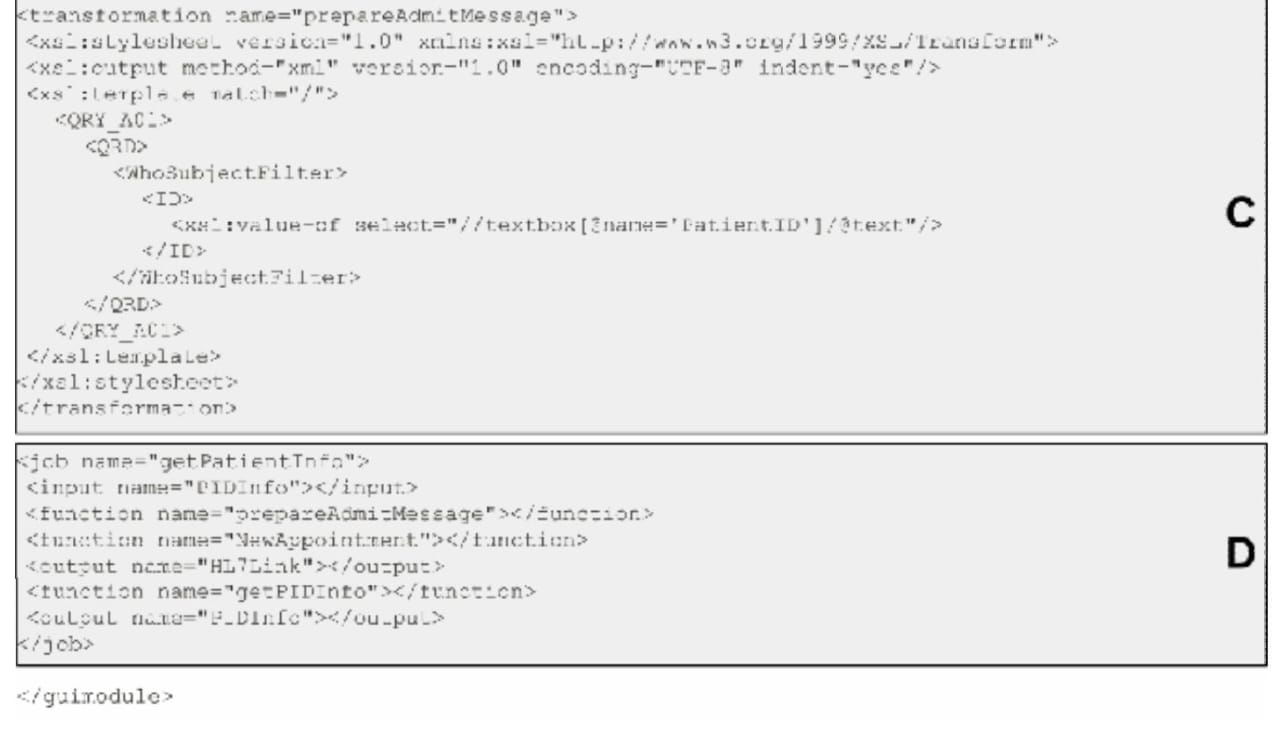 <transformation name="prepareAdmitMessage">
<xsl:stylesheet version="1.0" xmlns:xsl="http://www.w3.org/1999/XSL/Transform">
<xsl:output method="xml" version="1.0" encoding="UTF-8" indent="yes"/>
<xsl:template match="/">
<QRY_A01>
<QRD>
<WhoSubjectFilter>
<ID>
<xsl:value-of select="//textbox[@name='PatientID']/@text"/>
</ID>
</WhoSubjectFilter>
</QRD>
</QRY_A01>
</xsl:template>
</xsl:stylesheet>
</transformation>
C
<job name="getPatientInfo">
<input name="PIDInfo"></input>
<function name="prepareAdmitMessage"></function>
<function name="NewAppointment"></function>
<output name="HL7Link"></output>
<function name="getPIDInfo"></function>
<output name="PIDInfo"></output>
</job>
D
</guimodule>